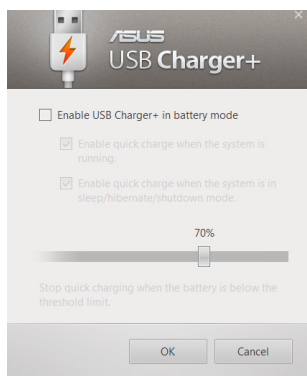 ASUS
USB Charger+
Enable USB Charger+ in battery mode
Enable quick charge when the system is
running.
Enable quick charge when the system is in
sleep/hibernate/shutdown mode.
70%
Stop quick charging when the battery is below the
threshold limit.
OK
Cancel